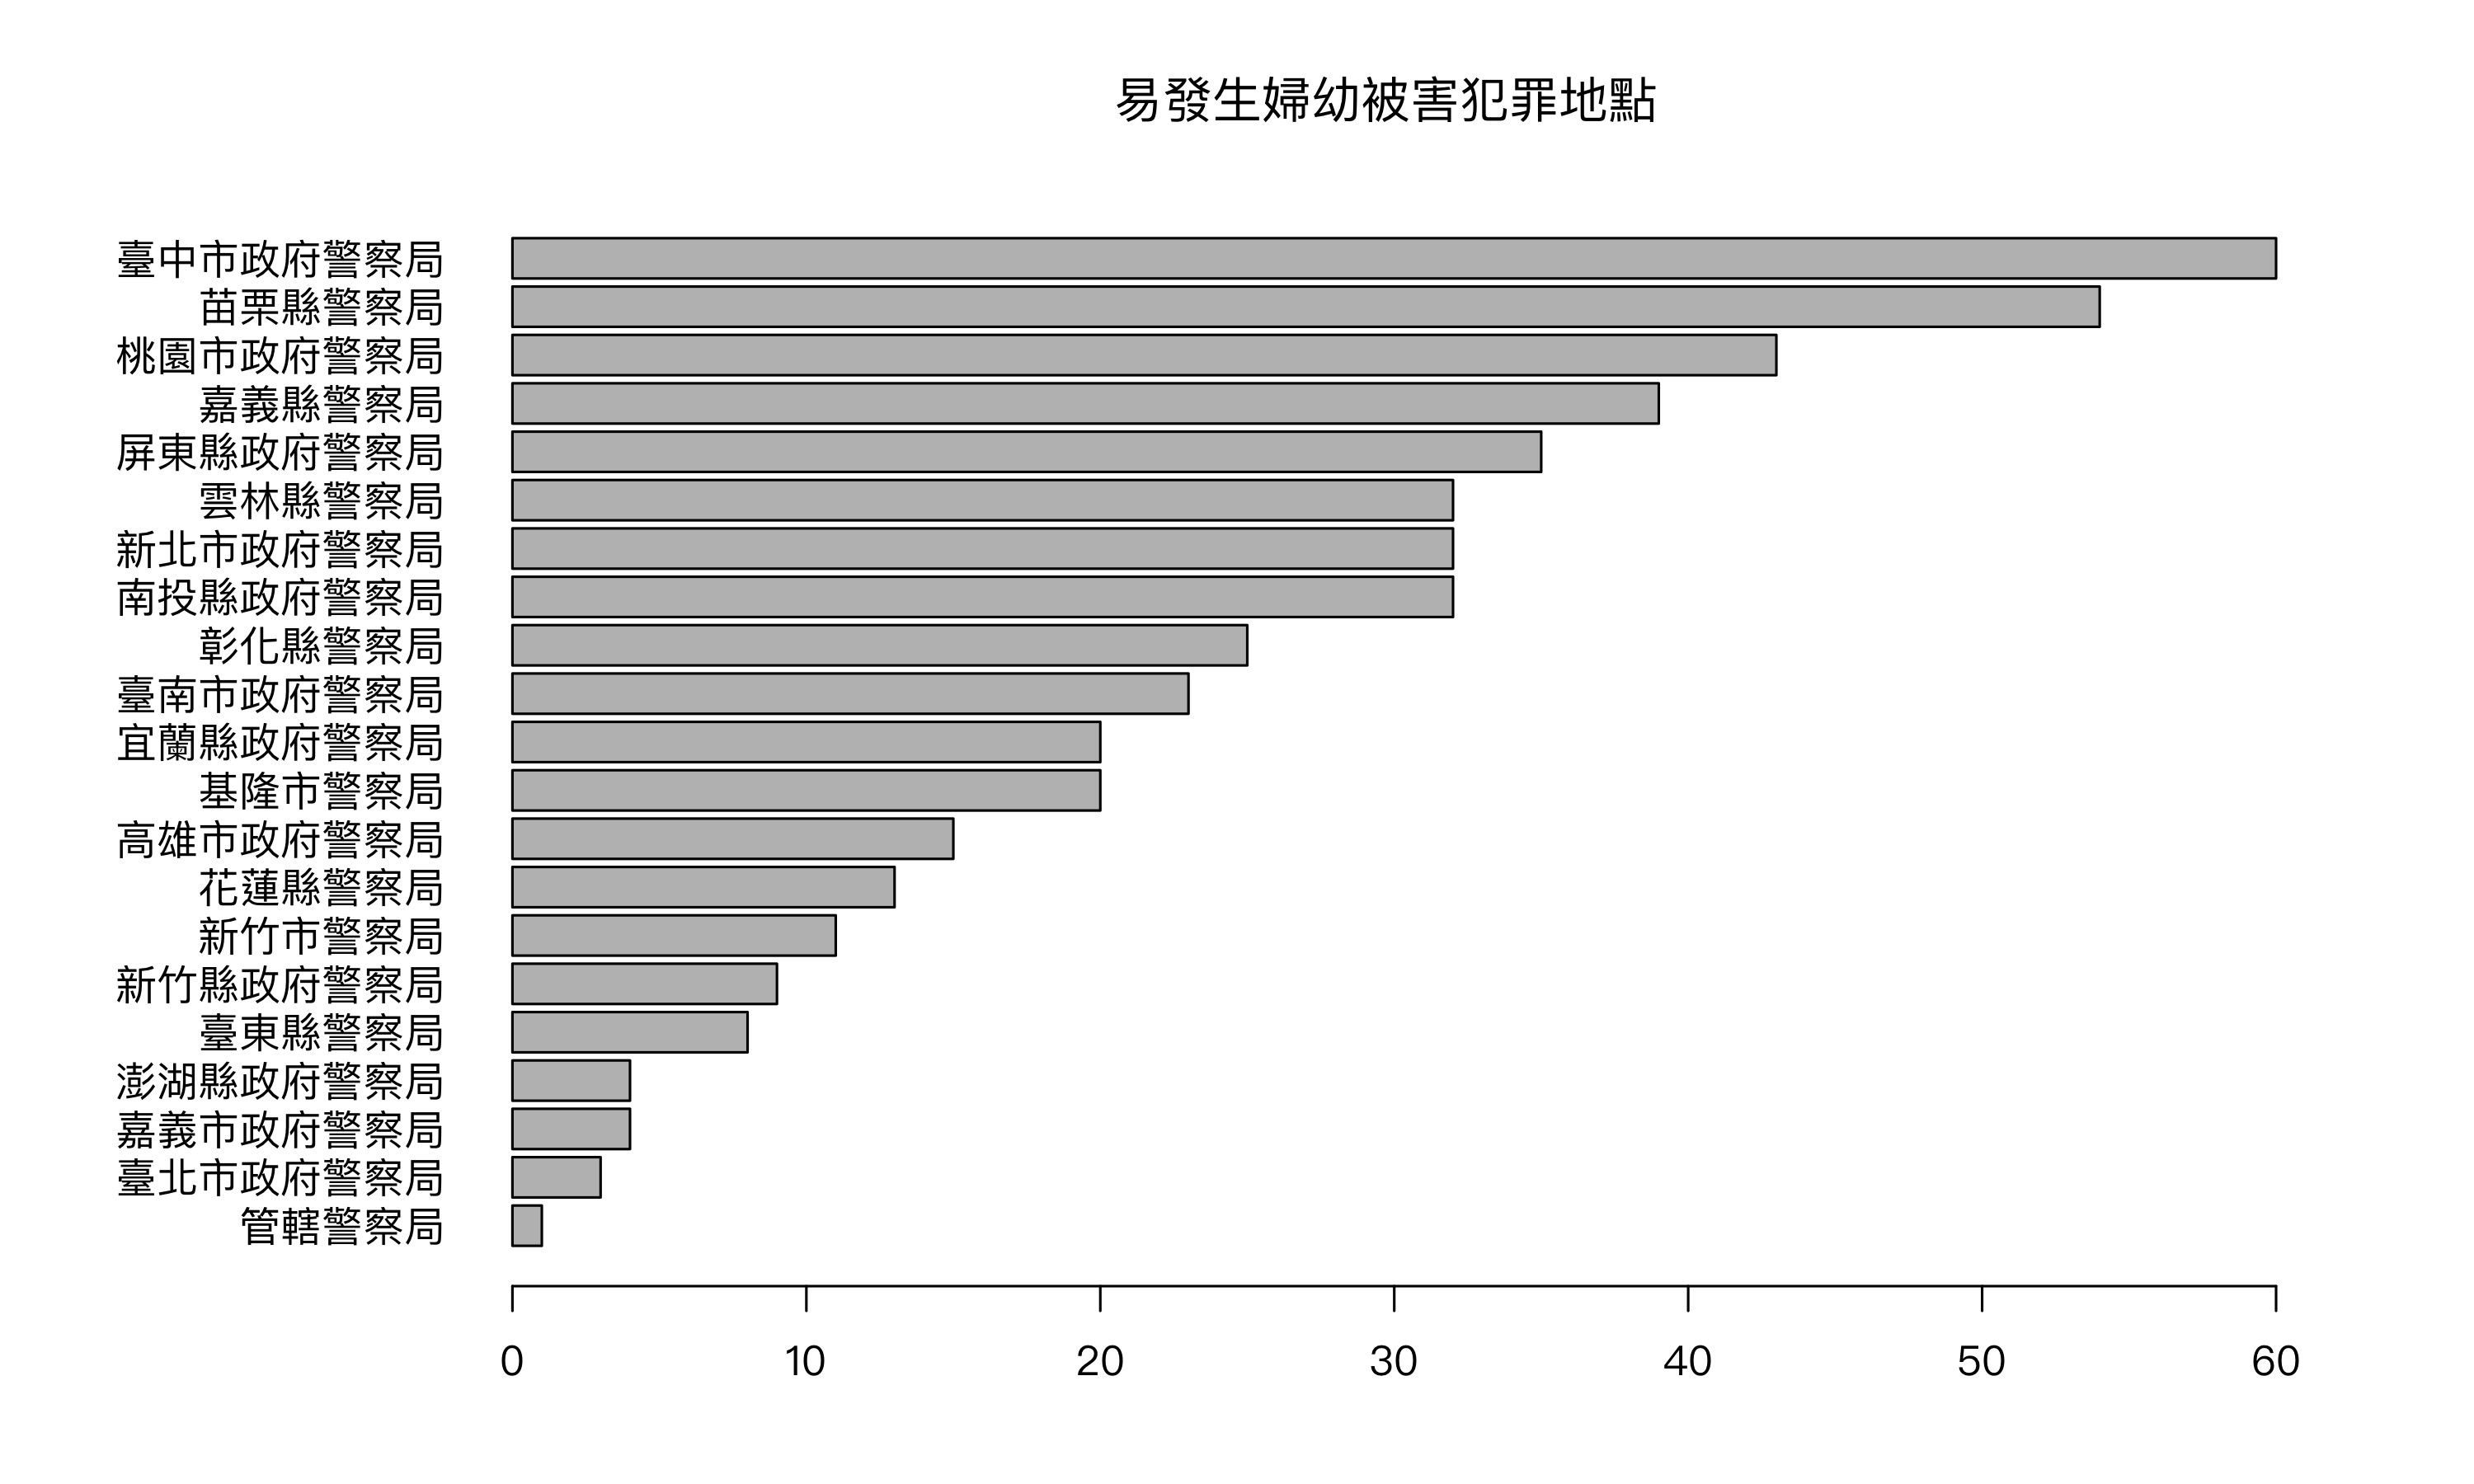 易發生婦幼被害犯罪地點
臺中市政府警察局
苗栗縣警察局
桃園市政府警察局
嘉義縣警察局
屏東縣政府警察局
雲林縣警察局
新北市政府警察局
南投縣政府警察局
彰化縣警察局
臺南市政府警察局
宜蘭縣政府警察局
基隆市警察局
高雄市政府警察局
花蓮縣警察局
新竹市警察局
新竹縣政府警察局
臺東縣警察局
澎湖縣政府警察局
嘉義市政府警察局
臺北市政府警察局
管轄警察局
0 10 20 30 40 50 60